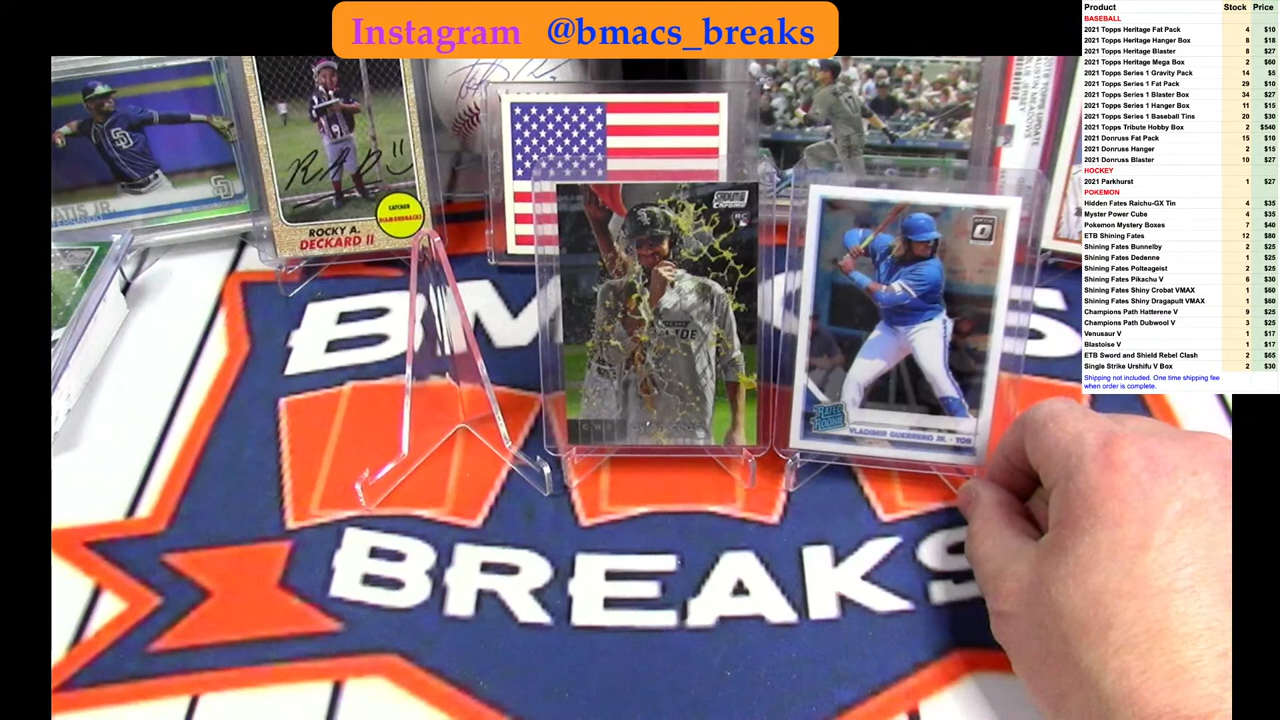 Instagram @bmacs_breaks
Product Stock Price
BASEBALL
2021 Topps Heritage Fat Pack 4 $10
2021 Topps Heritage Hanger Box 8 $18
2021 Topps Heritage Blaster 8 $27
2021 Topps Heritage Mega Box 2 $60
2021 Topps Series 1 Gravity Pack 14 $5
2021 Topps Series 1 Fat Pack 29 $10
2021 Topps Series 1 Blaster Box 34 $27
2021 Topps Series 1 Hanger Box 11 $15
2021 Topps Series 1 Baseball Tins 20 $30
2021 Topps Tribute Hobby Box 2 $540
2021 Donruss Fat Pack 15 $10
2021 Donruss Hanger 2 $15
2021 Donruss Blaster 10 $27
HOCKEY
2021 Parkhurst 1 $27
POKEMON
Hidden Fates Raichu-GX Tin 4 $35
Myster Power Cube 4 $35
Pokemon Mystery Boxes 7 $40
ETB Shining Fates 12 $80
Shining Fates Bunnelby 2 $25
Shining Fates Dedenne 1 $25
Shining Fates Polteageist 2 $25
Shining Fates Pikachu V 6 $30
Shining Fates Shiny Crobat VMAX 1 $60
Shining Fates Shiny Dragapult VMAX 1 $60
Champions Path Hatterene V 9 $25
Champions Path Dubwool V 3 $25
Venusaur V 1 $17
Blastoise V 1 $17
ETB Sword and Shield Rebel Clash 2 $65
Single Strike Urshifu V Box 2 $30
Shipping not included. One time shipping fee
when order is complete.
ROCKY A.
DECKARD II
CATCHER
DIAMONDBACKS
11
RC
RATED
ROOKIE
VLADIMIR GUERRERO JR. - TOR
BREAKS